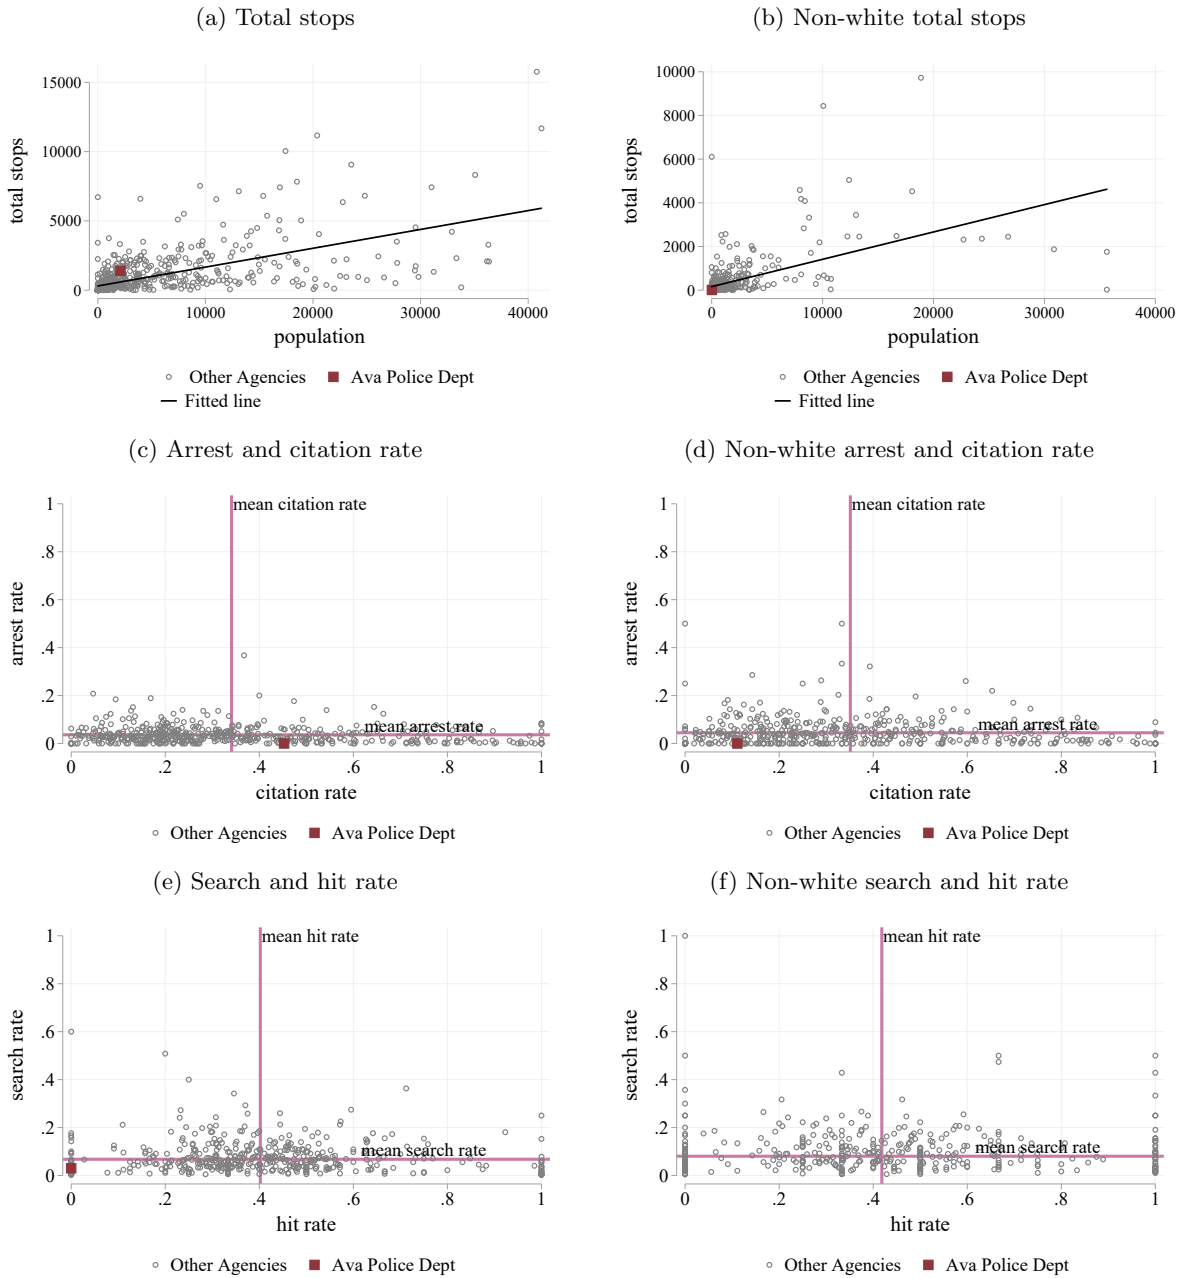 (a) Total stops
(b) Non-white total stops
total stops
15000
10000
5000
0
0 10000 20000 30000 40000
population
Other Agencies Ava Police Dept
Fitted line
total stops
10000
8000
6000
4000
2000
0
0 10000 20000 30000 40000
population
Other Agencies Ava Police Dept
Fitted line
(c) Arrest and citation rate
(d) Non-white arrest and citation rate
arrest rate
1
.8
.6
.4
.2
0
mean citation rate
mean arrest rate
0 .2 .4 .6 .8 1
citation rate
Other Agencies Ava Police Dept
arrest rate
1
.8
.6
.4
.2
0
mean citation rate
mean arrest rate
0 .2 .4 .6 .8 1
citation rate
Other Agencies Ava Police Dept
(e) Search and hit rate
(f) Non-white search and hit rate
search rate
1
.8
.6
.4
.2
0
mean hit rate
mean search rate
0 .2 .4 .6 .8 1
hit rate
Other Agencies Ava Police Dept
search rate
1
.8
.6
.4
.2
0
mean hit rate
mean search rate
0 .2 .4 .6 .8 1
hit rate
Other Agencies Ava Police Dept